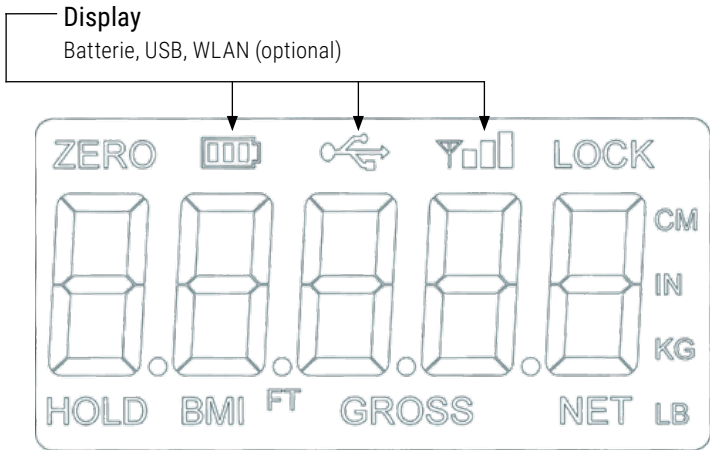 Display
Batterie, USB, WLAN (optional)
ZERO LOCK
CM
IN
KG
HOLD BMI FT GROSS NET LB